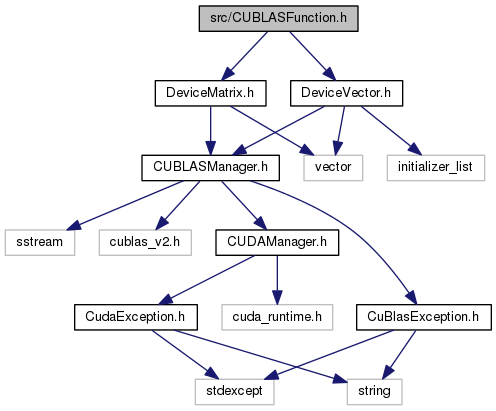 src/CUBLASFunction.h
DeviceMatrix.h
DeviceVector.h
CUBLASManager.h
vector
initializer_list
sstream
cublas_v2.h
CUDAManager.h
CudaException.h
cuda_runtime.h
CuBlasException.h
stdexcept
string